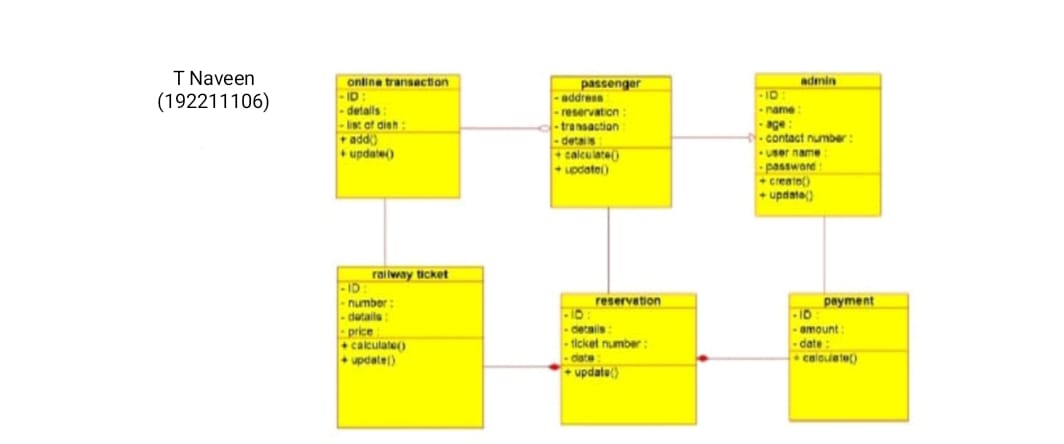 T Naveen
(192211106)
online transaction
- ID :
- details :
- list of dish :
+ add()
+ update()
passenger
- address :
- reservation :
- transaction :
- details :
+ calculate()
+ update()
admin
- ID :
- name :
- age :
- contact number :
- user name :
- password :
+ create()
+ update()
railway ticket
- ID :
- number :
- details :
- price :
+ calculate()
+ update()
reservation
- ID :
- details :
- ticket number :
- date :
+ update()
payment
- ID :
- amount :
- date :
+ calculate()